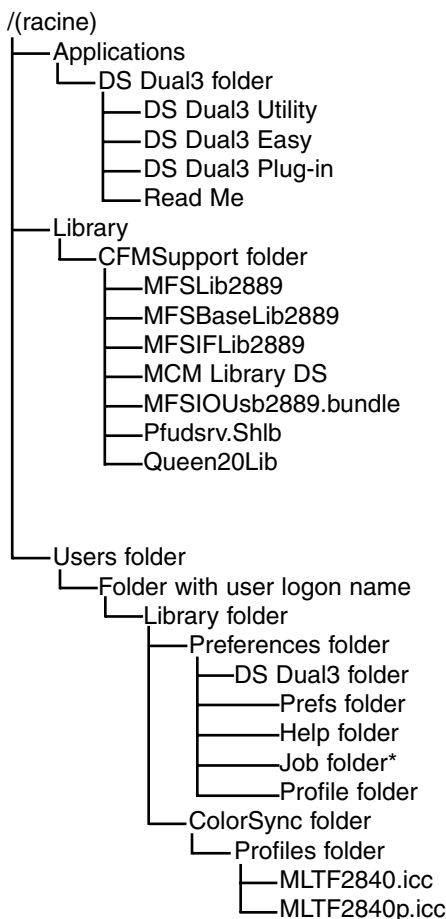 /(racine)
Applications
DS Dual3 folder
DS Dual3 Utility
DS Dual3 Easy
DS Dual3 Plug-in
Read Me
Library
CFMSupport folder
MFSLib2889
MFSBaseLib2889
MFSIFLib2889
MCM Library DS
MFSIOUsb2889.bundle
Pfudsrv.Shlb
Queen20Lib
Users folder
Folder with user logon name
Library folder
Preferences folder
DS Dual3 folder
Prefs folder
Help folder
Job folder*
Profile folder
ColorSync folder
Profiles folder
MLTF2840.icc
MLTF2840p.icc